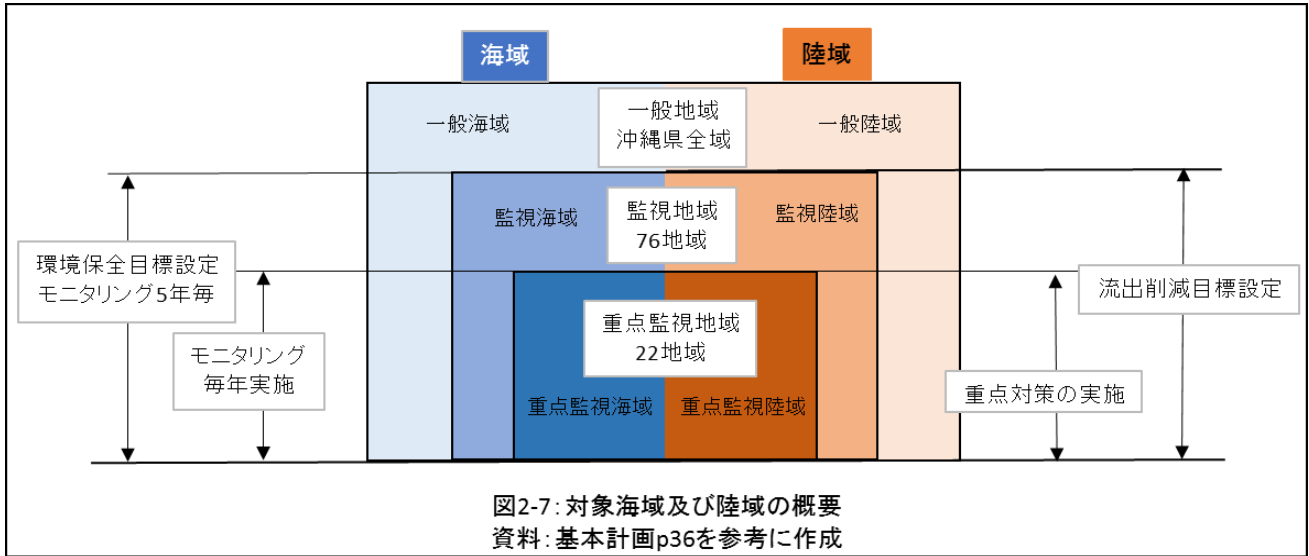 海域
陸域
一般海域
一般地域
沖縄県全域
一般陸域
監視海域
監視地域
76地域
監視陸域
環境保全目標設定
モニタリング5年毎
流出削減目標設定
重点監視地域
22地域
モニタリング
毎年実施
重点対策の実施
重点監視海域
重点監視陸域
図2-7：対象海域及び陸域の概要
資料：基本計画p36を参考に作成